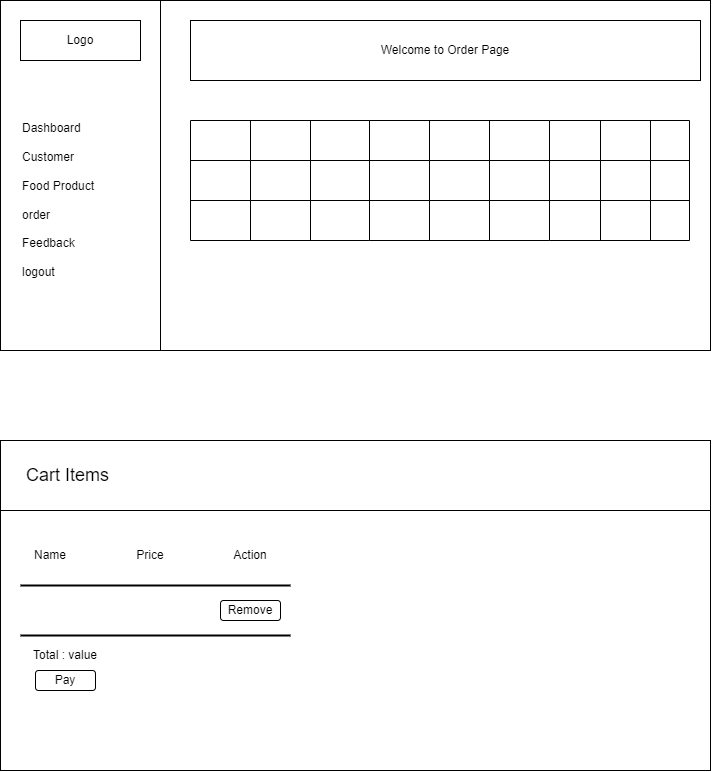 Logo
Welcome to Order Page
Dashboard
Customer
Food Product
order
Feedback
logout
Cart Items
Name Price Action
Remove
Total : value
Pay